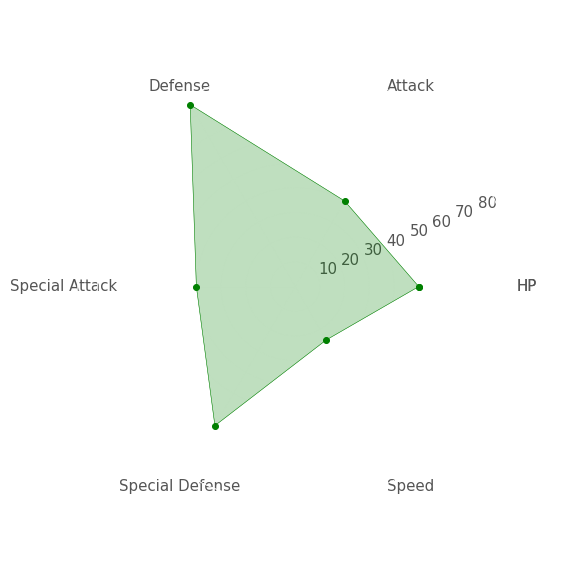 Defense
Attack
80
70
60
50
40
30
20
10
Special Attack
HP
Special Defense
Speed